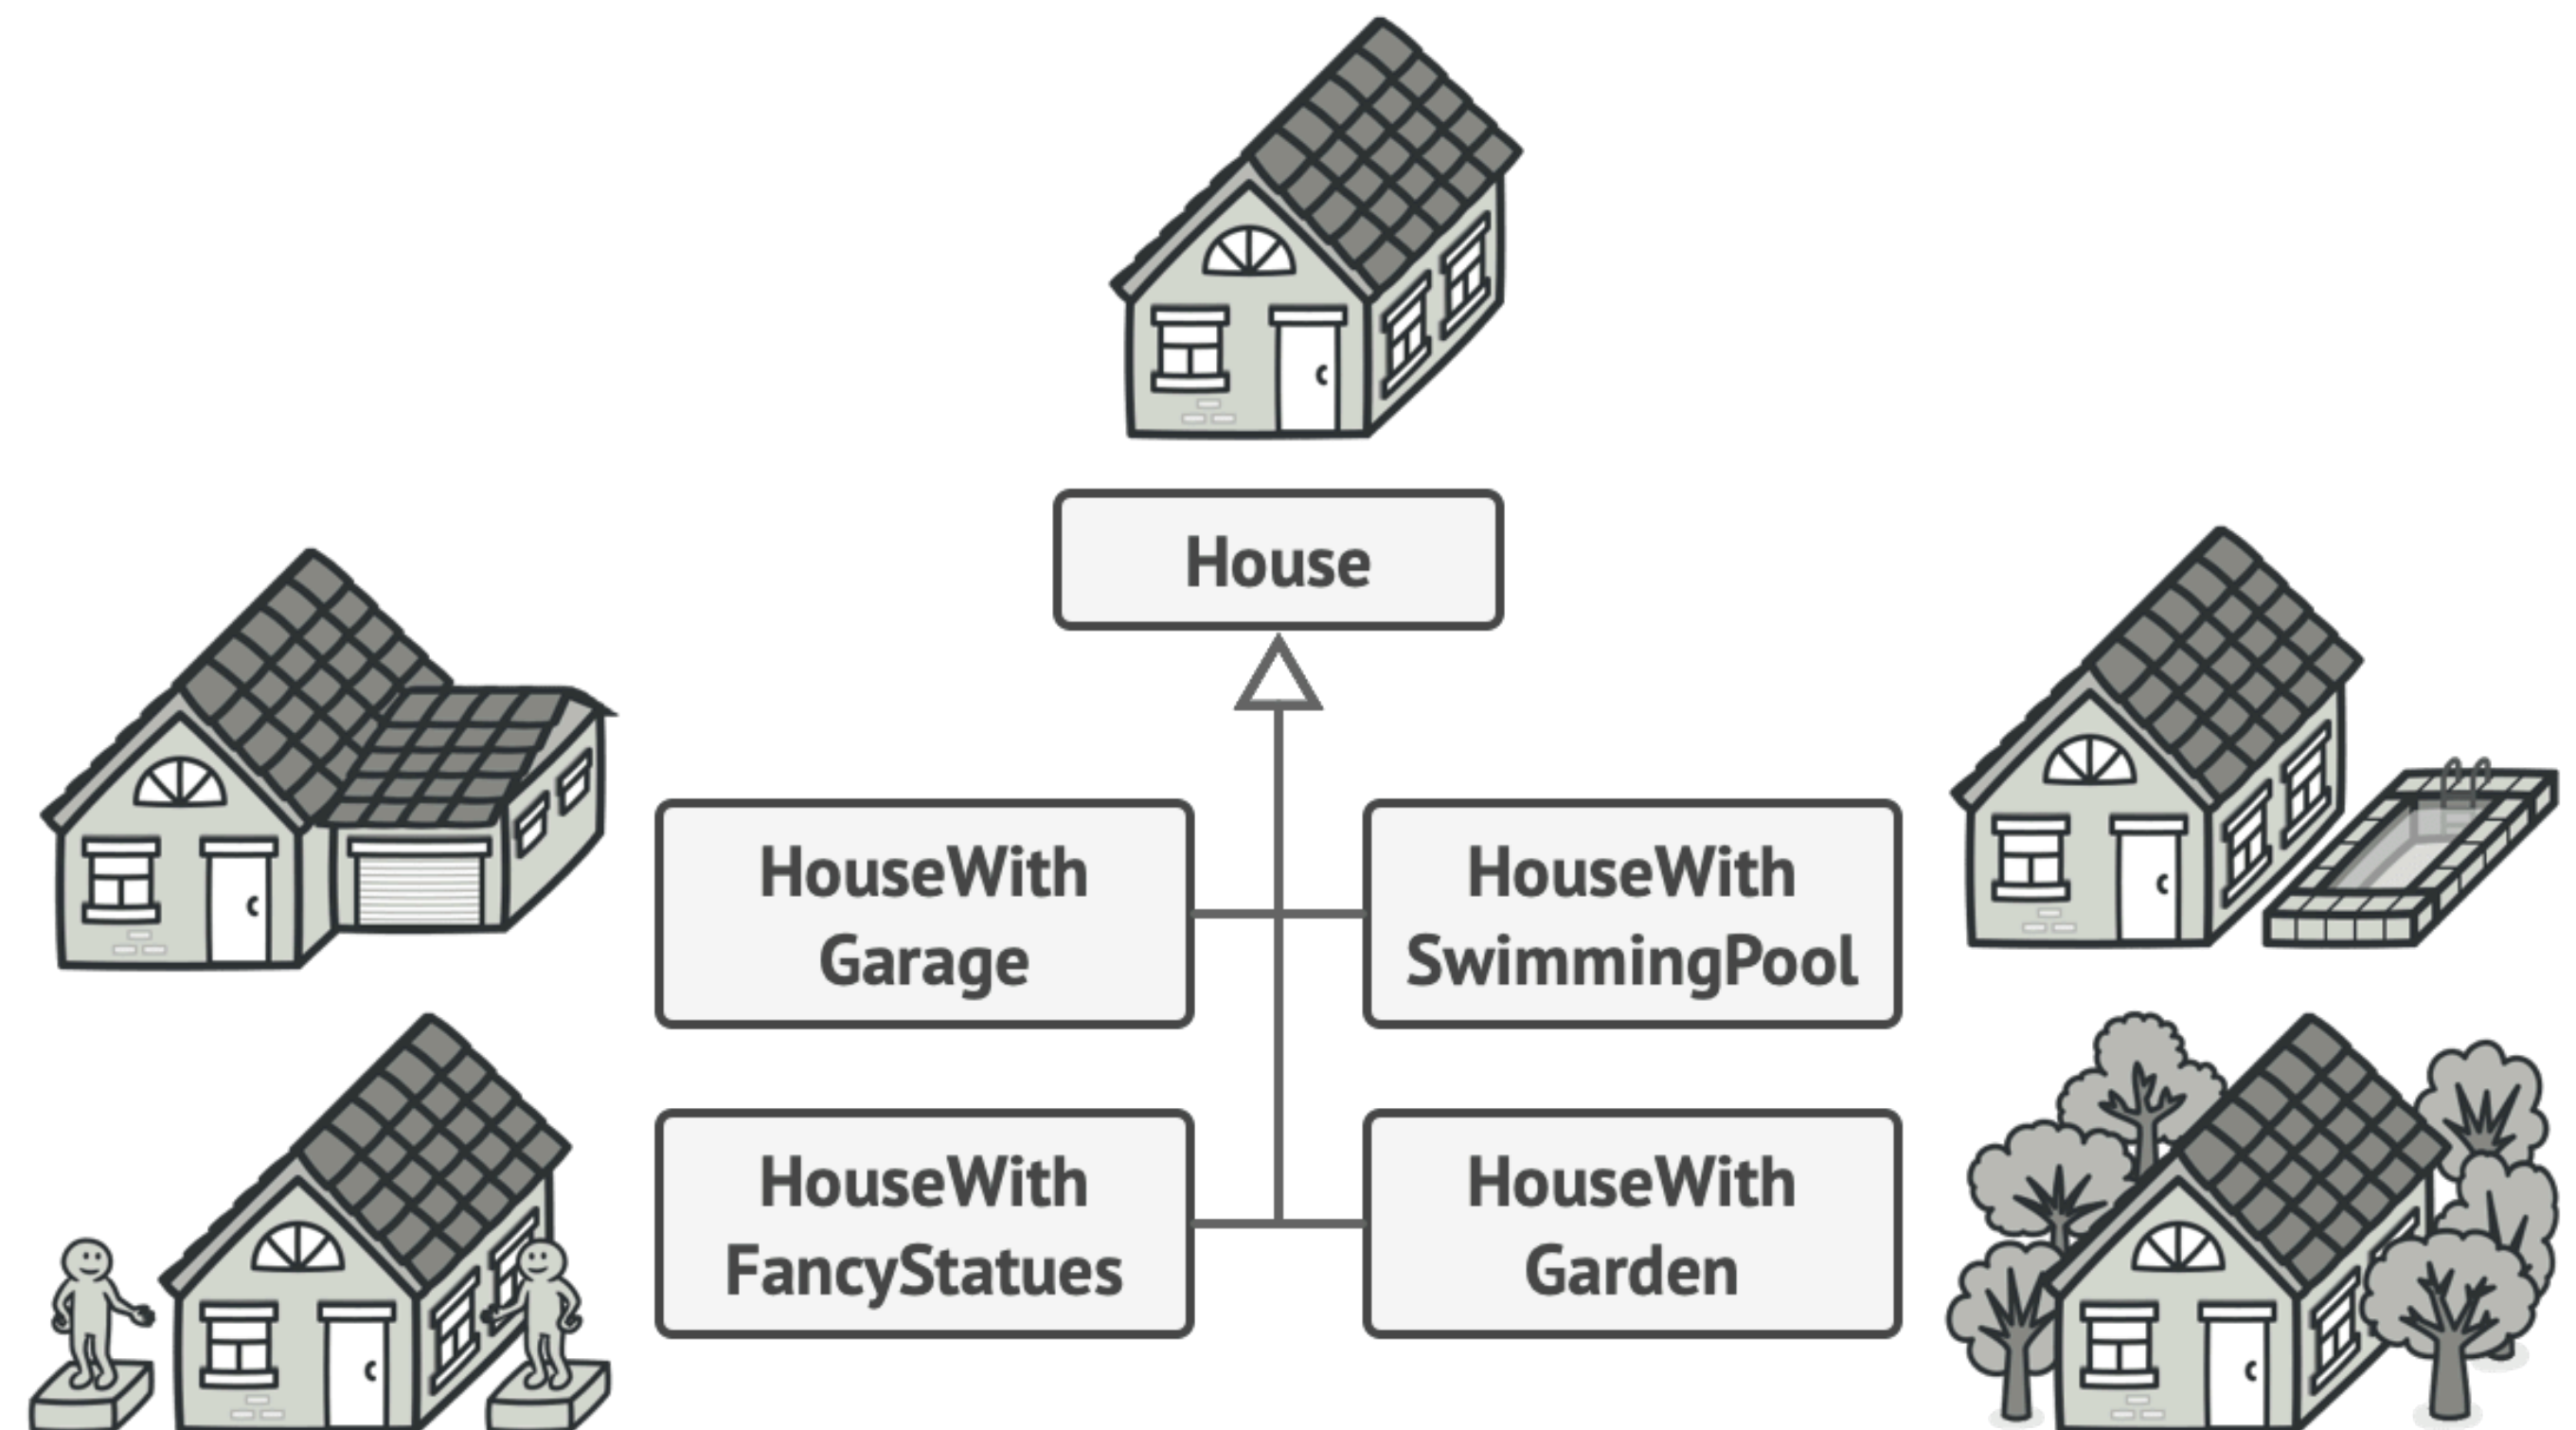 House
HouseWith
Garage
HouseWith
SwimmingPool
HouseWith
FancyStatues
HouseWith
Garden